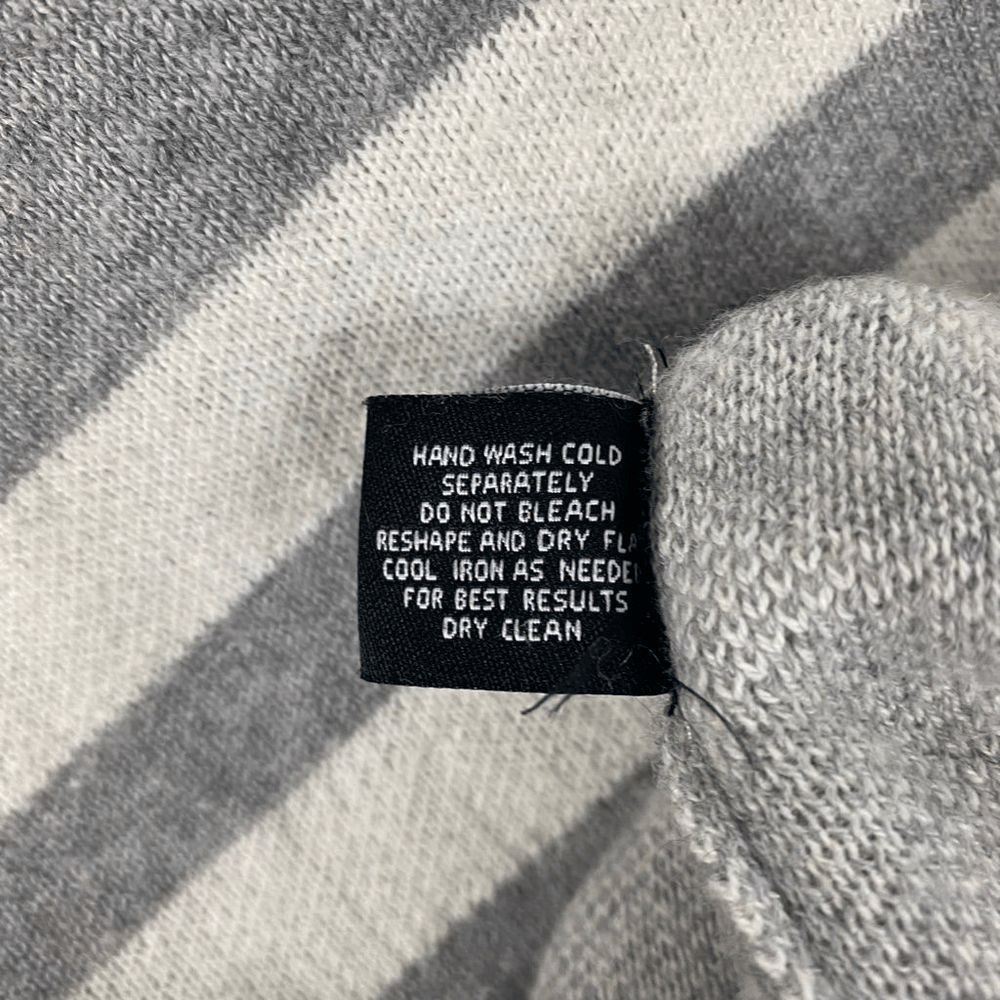 HAND WASH COLD
SEPARATELY
DO NOT BLEACH
RESHAPE AND DRY FLA
COOL IRON AS NEEDE
FOR BEST RESULTS
DRY CLEAN